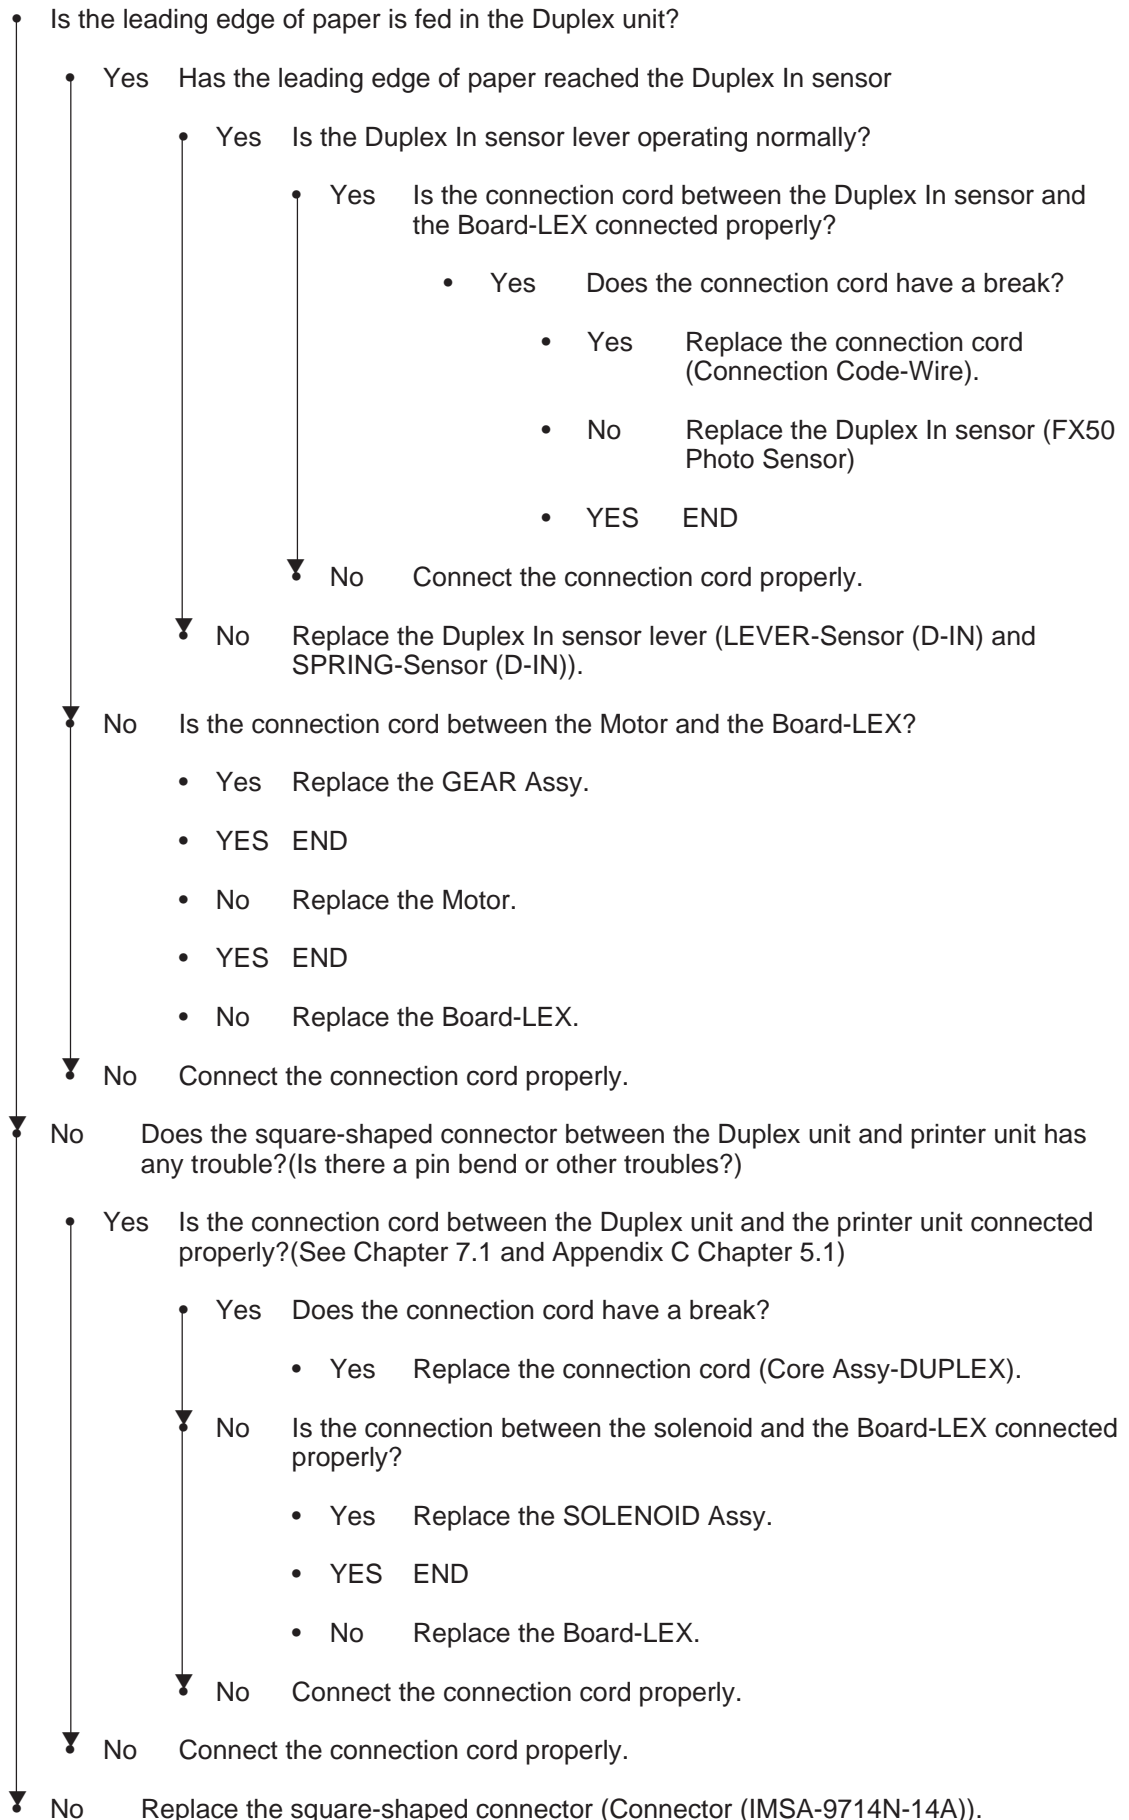 • Is the leading edge of paper is fed in the Duplex unit?
• Yes Has the leading edge of paper reached the Duplex In sensor
• Yes Is the Duplex In sensor lever operating normally?
• Yes Is the connection cord between the Duplex In sensor and
the Board-LEX connected properly?
• Yes Does the connection cord have a break?
• Yes Replace the connection cord
(Connection Code-Wire).
• No Replace the Duplex In sensor (FX50
Photo Sensor)
• YES END
• No Connect the connection cord properly.
• No Replace the Duplex In sensor lever (LEVER-Sensor (D-IN) and
SPRING-Sensor (D-IN)).
• No Is the connection cord between the Motor and the Board-LEX?
• Yes Replace the GEAR Assy.
• YES END
• No Replace the Motor.
• YES END
• No Replace the Board-LEX.
• No Connect the connection cord properly.
• No Does the square-shaped connector between the Duplex unit and printer unit has
any trouble?(Is there a pin bend or other troubles?)
• Yes Is the connection cord between the Duplex unit and the printer unit connected
properly?(See Chapter 7.1 and Appendix C Chapter 5.1)
• Yes Does the connection cord have a break?
• Yes Replace the connection cord (Core Assy-DUPLEX).
• No Is the connection between the solenoid and the Board-LEX connected
properly?
• Yes Replace the SOLENOID Assy.
• YES END
• No Replace the Board-LEX.
• No Connect the connection cord properly.
• No Connect the connection cord properly.
• No Replace the square-shaped connector (Connector (IMSA-9714N-14A)).